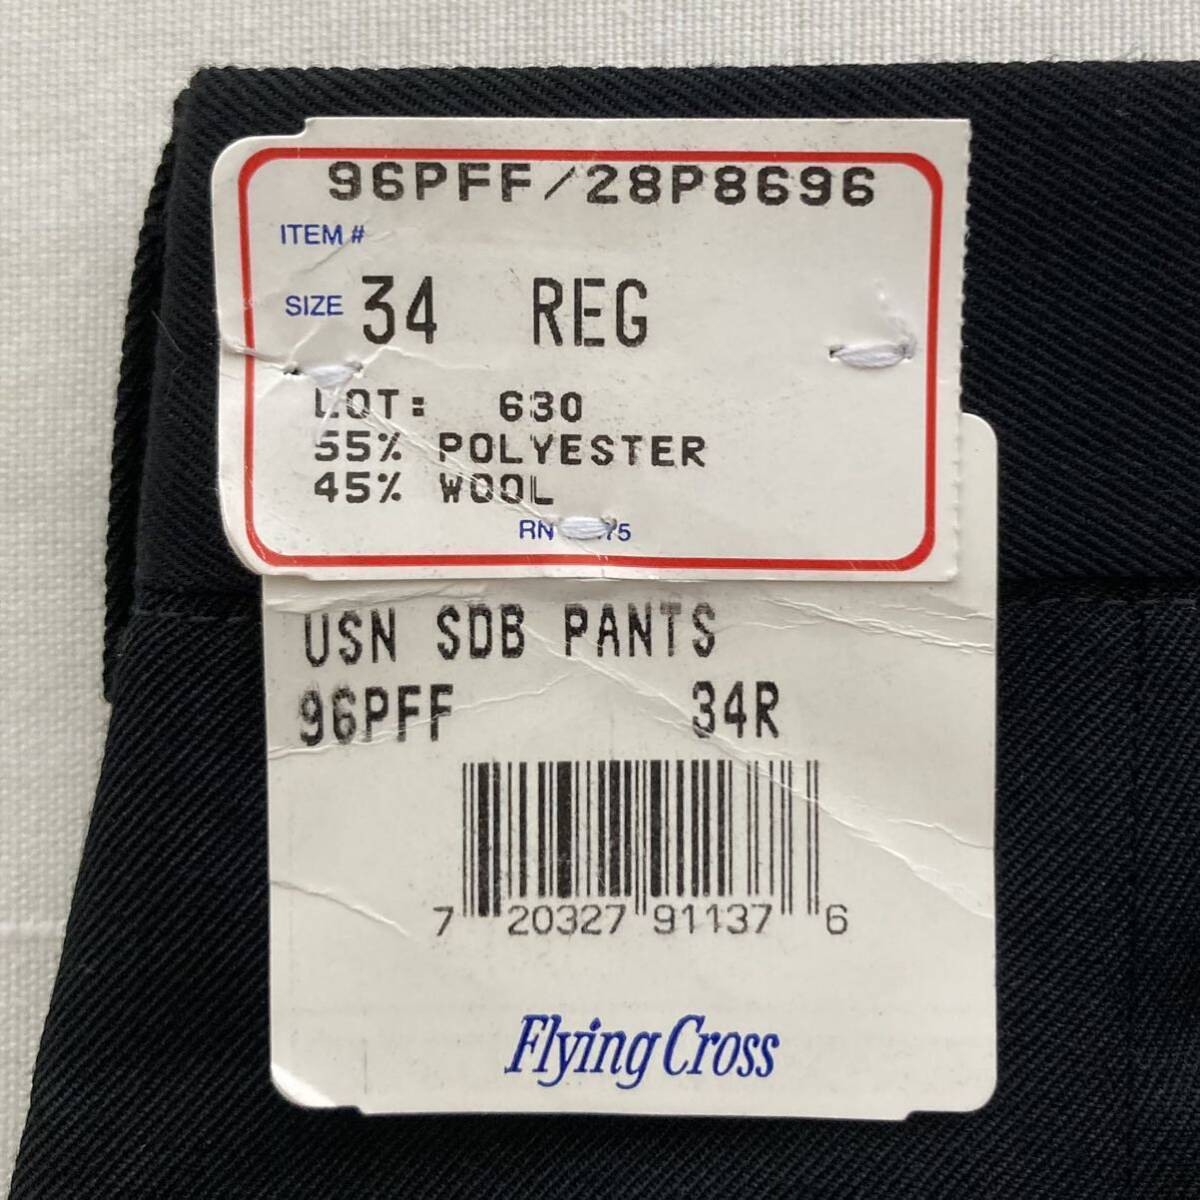 96PFF/28P8696
ITEM #
SIZE 34 REG
LOT: 630
55% POLYESTER
45% WOOL
RN
USN SDB PANTS
96PFF 34R
7 20327 91137 6
Flying Cross